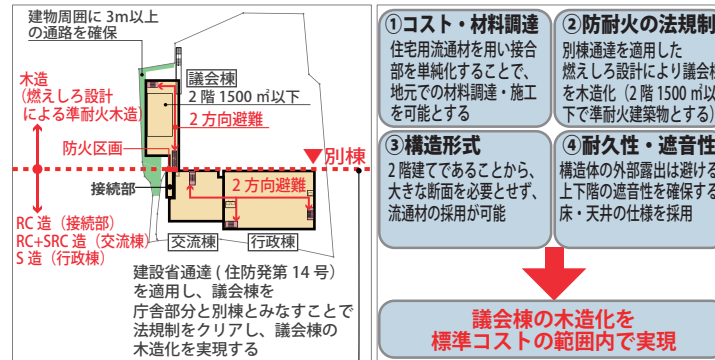 建物周囲に 3m以上
の通路を確保
木造
（燃えしろ設計
による準耐火木造）
議会棟
2 階 1500 ㎡以下
2 方向避難
防火区画
別棟
接続部
2 方向避難
RC 造（接続部）
RC+SRC 造（交流棟）
S 造（行政棟）
交流棟
行政棟
建設省通達 ( 住防発第 14 号）
を適用し、議会棟を
庁舎部分と別棟とみなすことで
法規制をクリアし、議会棟の
木造化を実現する
①コスト・材料調達
住宅用流通材を用い接合
部を単純化することで、
地元での材料調達・施工
を可能とする
②防耐火の法規制
別棟通達を適用した
燃えしろ設計により議会棟
を木造化（2 階 1500 ㎡以
下で準耐火建築物とする）
③構造形式
2 階建てであることから、
大きな断面を必要とせず、
流通材の採用が可能
④耐久性・遮音性
構造体の外部露出は避ける
上下階の遮音性を確保する
床・天井の仕様を採用
議会棟の木造化を
標準コストの範囲内で実現